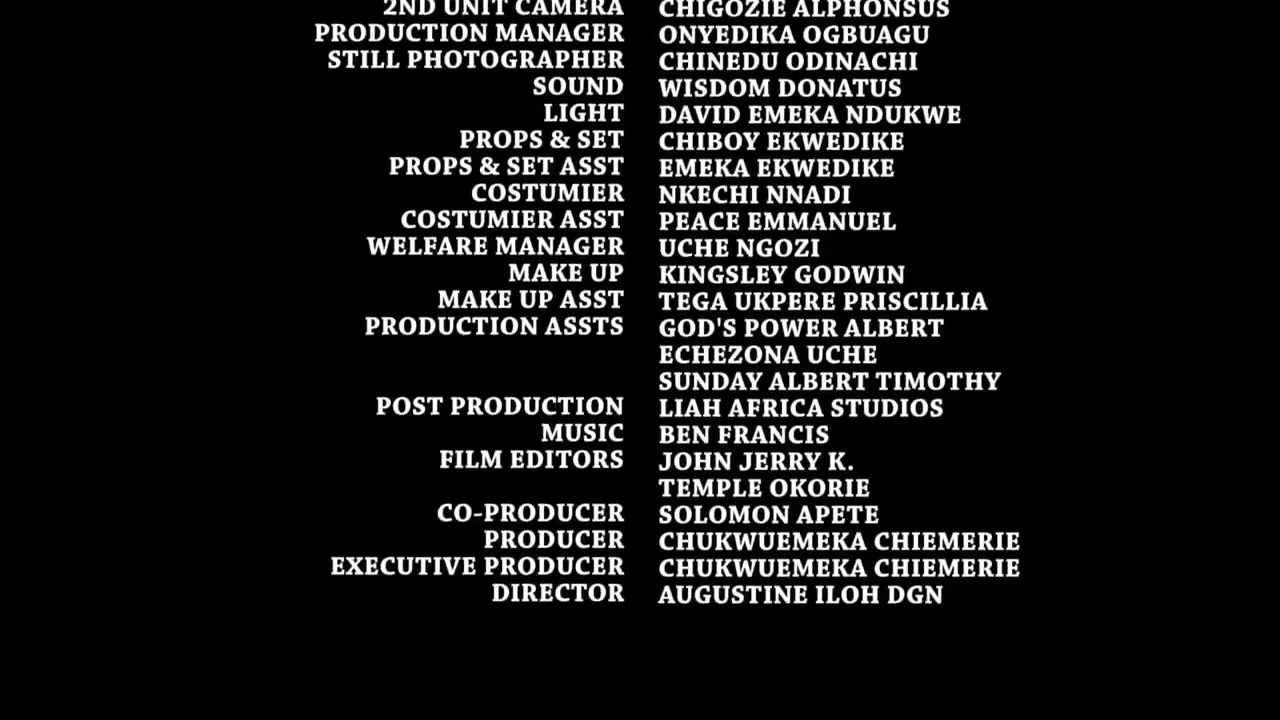 2ND UNIT CAMERA CHIGOZIE ALPHONSUS
PRODUCTION MANAGER ONYEDIKA OGBUAGU
STILL PHOTOGRAPHER CHINEDU ODINACHI
SOUND WISDOM DONATUS
LIGHT DAVID EMEKA NDUKWE
PROPS & SET CHIBOY EKWEDIKE
PROPS & SET ASST EMEKA EKWEDIKE
COSTUMIER NKECHI NNADI
COSTUMIER ASST PEACE EMMANUEL
WELFARE MANAGER UCHE NGOZI
MAKE UP KINGSLEY GODWIN
MAKE UP ASST TEGA UKPERE PRISCILLIA
PRODUCTION ASSTS GOD'S POWER ALBERT
ECHEZONA UCHE
SUNDAY ALBERT TIMOTHY
POST PRODUCTION LIAH AFRICA STUDIOS
MUSIC BEN FRANCIS
FILM EDITORS JOHN JERRY K.
TEMPLE OKORIE
CO-PRODUCER SOLOMON APETE
PRODUCER CHUKWUEMEKA CHIEMERIE
EXECUTIVE PRODUCER CHUKWUEMEKA CHIEMERIE
DIRECTOR AUGUSTINE ILOH DGN